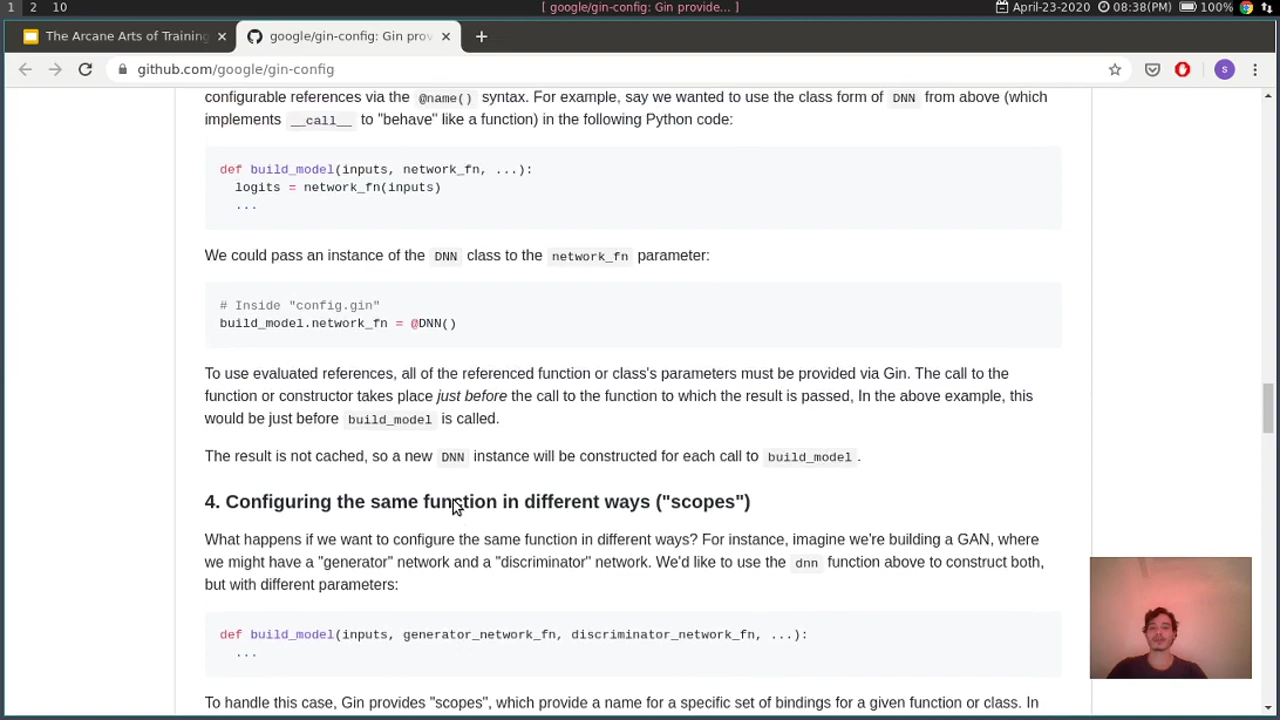 1 2 10 [ google/gin-config: Gin provide... ] April-23-2020 08:38(PM) 100%
The Arcane Arts of Training google/gin-config: Gin prov
github.com/google/gin-config S
configurable references via the @name() syntax. For example, say we wanted to use the class form of DNN from above (which
implements __call__ to "behave" like a function) in the following Python code:
def build_model(inputs, network_fn, ...):
logits = network_fn(inputs)
...
We could pass an instance of the DNN class to the network_fn parameter:
# Inside "config.gin"
build_model.network_fn = @DNN()
To use evaluated references, all of the referenced function or class's parameters must be provided via Gin. The call to the
function or constructor takes place just before the call to the function to which the result is passed, In the above example, this
would be just before build_model is called.
The result is not cached, so a new DNN instance will be constructed for each call to build_model.
4. Configuring the same function in different ways ("scopes")
What happens if we want to configure the same function in different ways? For instance, imagine we're building a GAN, where
we might have a "generator" network and a "discriminator" network. We'd like to use the dnn function above to construct both,
but with different parameters:
def build_model(inputs, generator_network_fn, discriminator_network_fn, ...):
...
To handle this case, Gin provides "scopes", which provide a name for a specific set of bindings for a given function or class. In